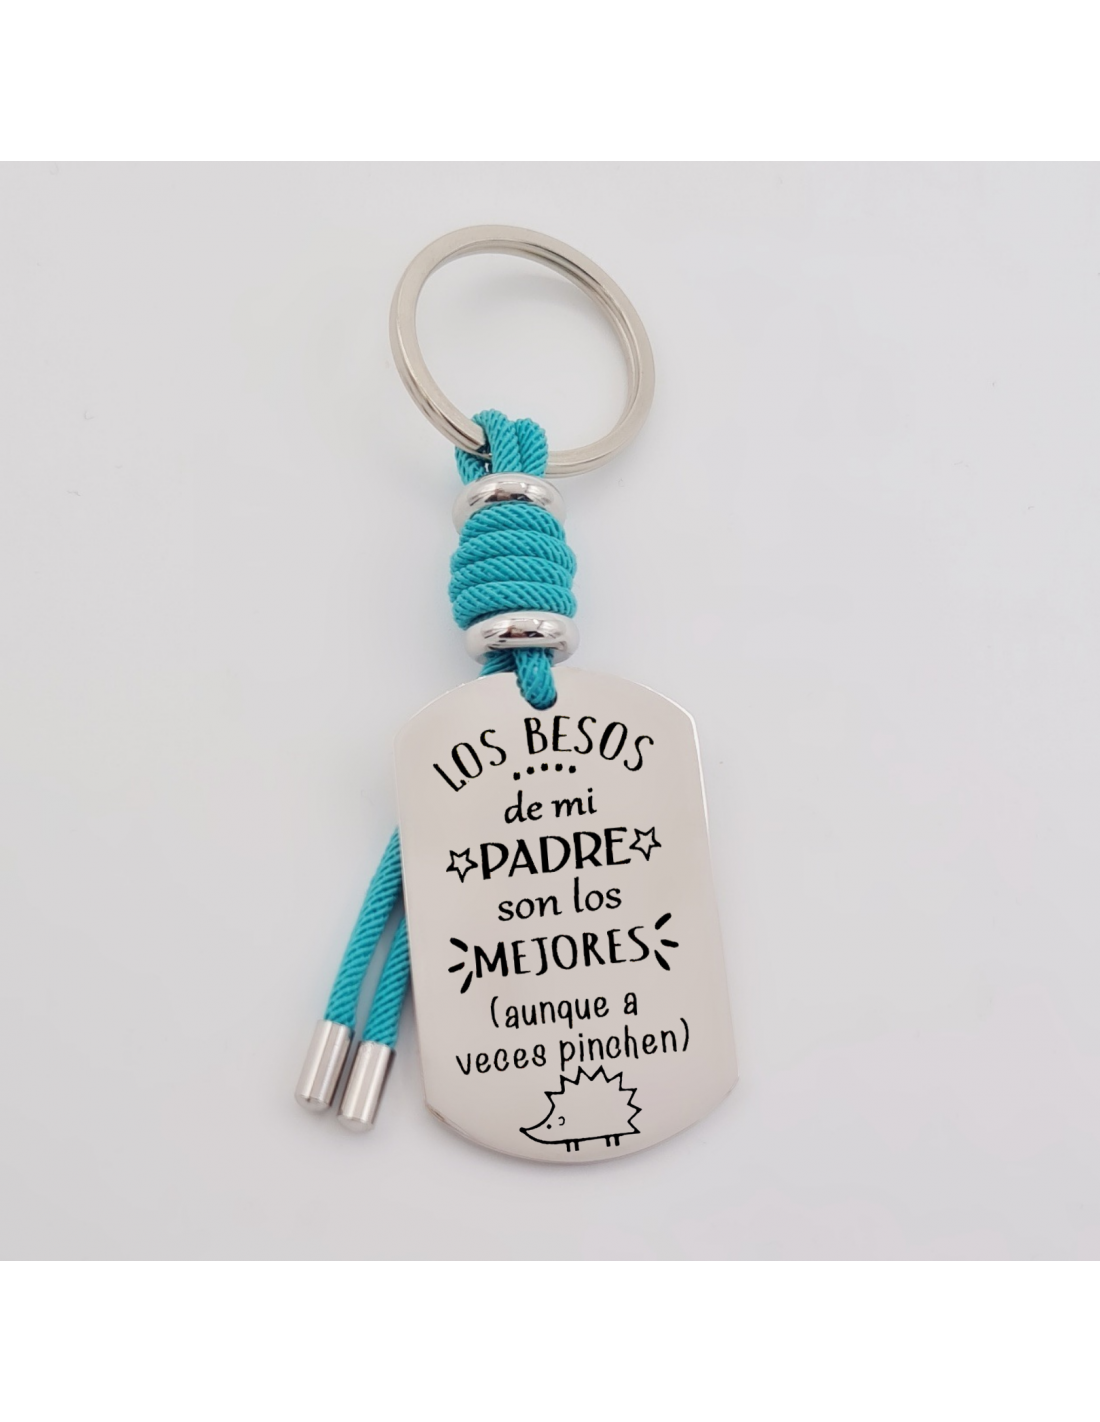 LOS BESOS
de mi
PADRE
son los
MEJORES
(aunque a
veces pinchen)